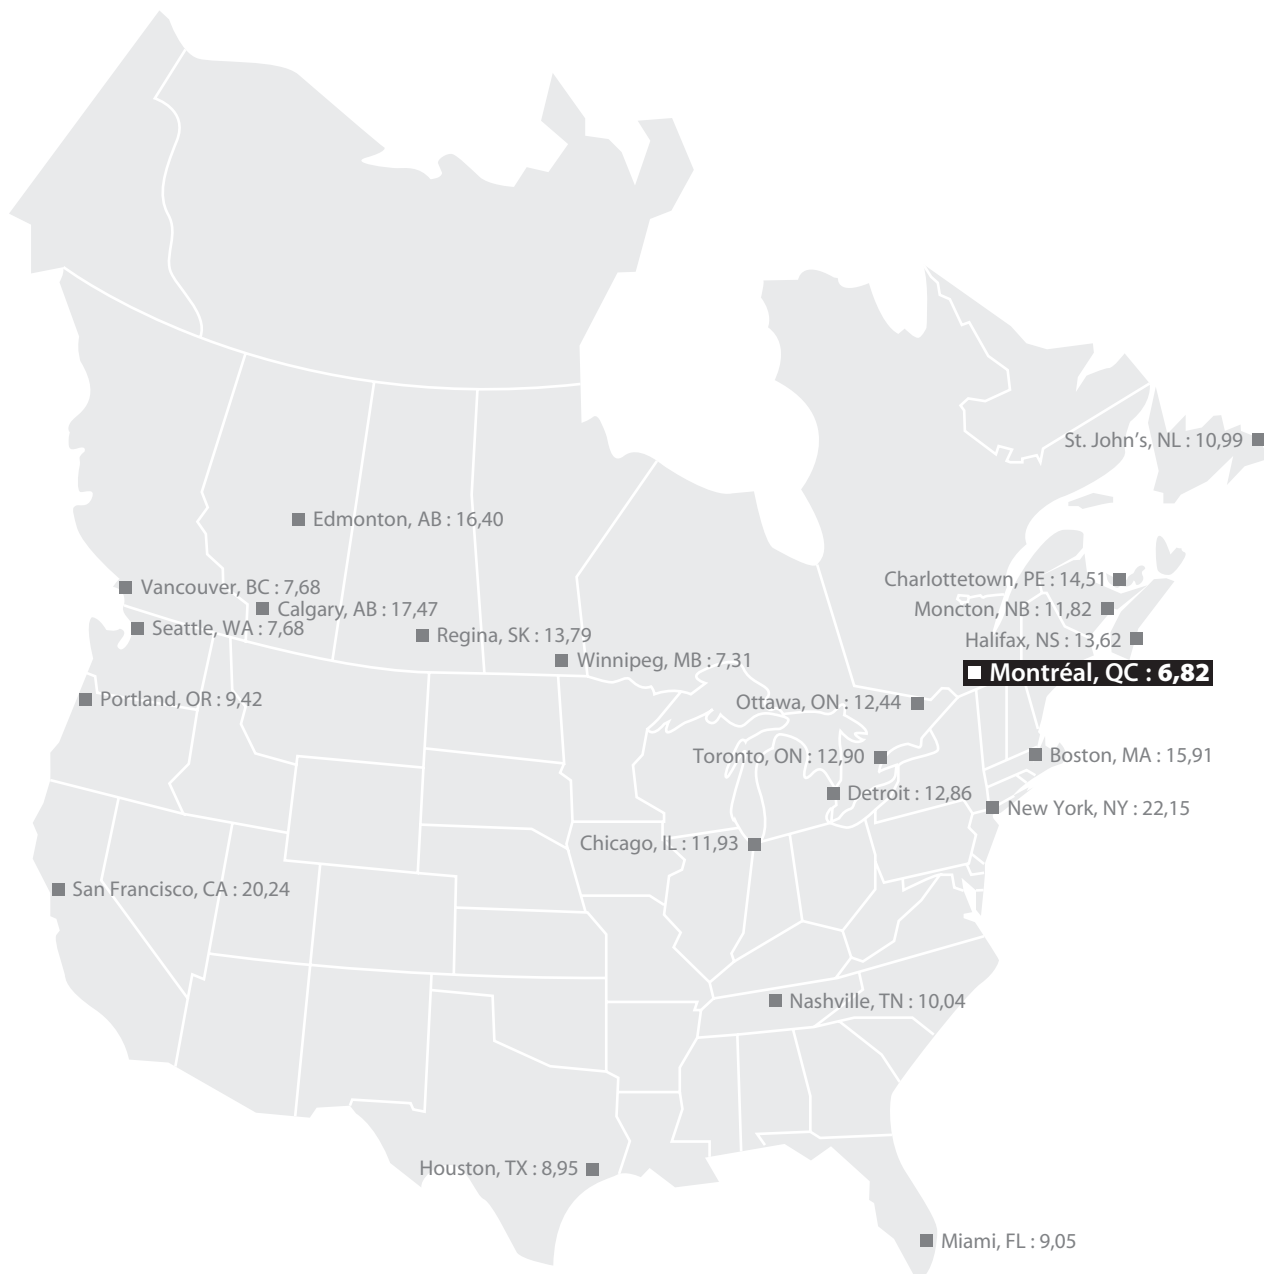 St. John’s, NL : 10,99
Edmonton, AB : 16,40
Charlottetown, PE : 14,51
Vancouver, BC : 7,68
Calgary, AB : 17,47
Moncton, NB : 11,82
Seattle, WA : 7,68
Regina, SK : 13,79
Halifax, NS : 13,62
Winnipeg, MB : 7,31
Montréal, QC : 6,82
Portland, OR : 9,42
Ottawa, ON : 12,44
Toronto, ON : 12,90
Boston, MA : 15,91
Detroit : 12,86
New York, NY : 22,15
Chicago, IL : 11,93
San Francisco, CA : 20,24
Nashville, TN : 10,04
Houston, TX : 8,95
Miami, FL : 9,05